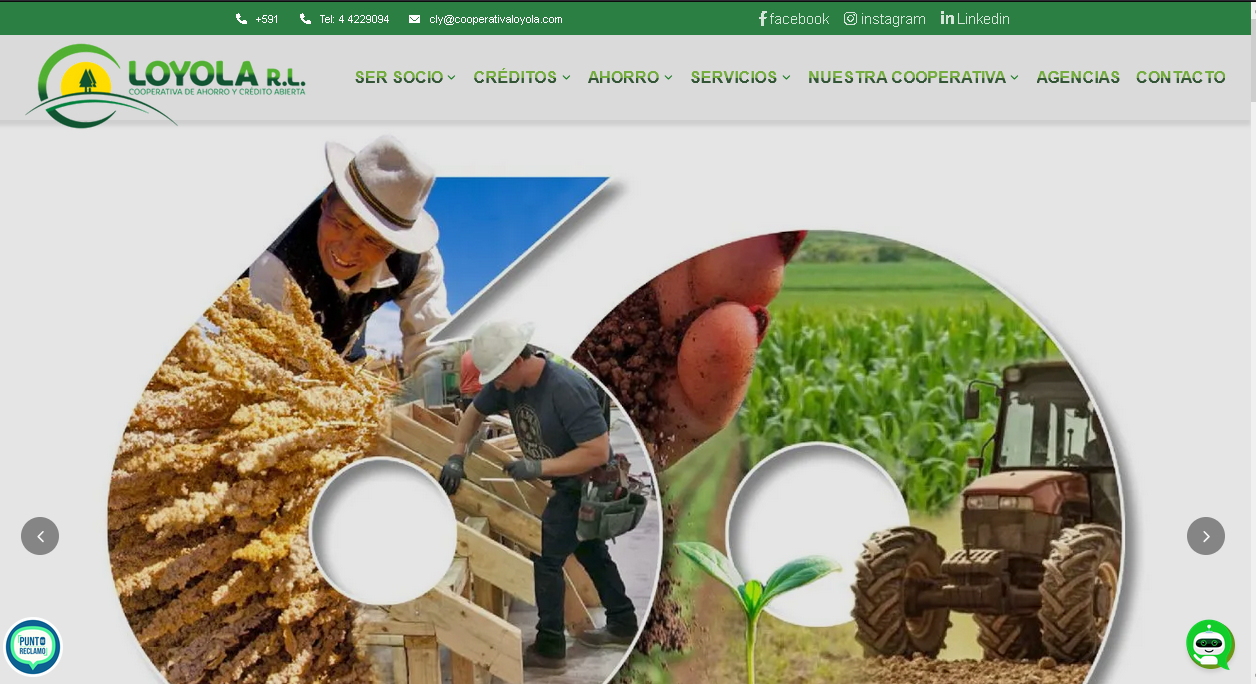 +591 Tel: 4 4229094 cly@cooperativaloyola.com facebook instagram Linkedin
LOYOLA R.L.
COOPERATIVA DE AHORRO Y CRÉDITO ABIERTA
SER SOCIO CRÉDITOS AHORRO SERVICIOS NUESTRA COOPERATIVA AGENCIAS CONTACTO
PUNTO
RECLAMO